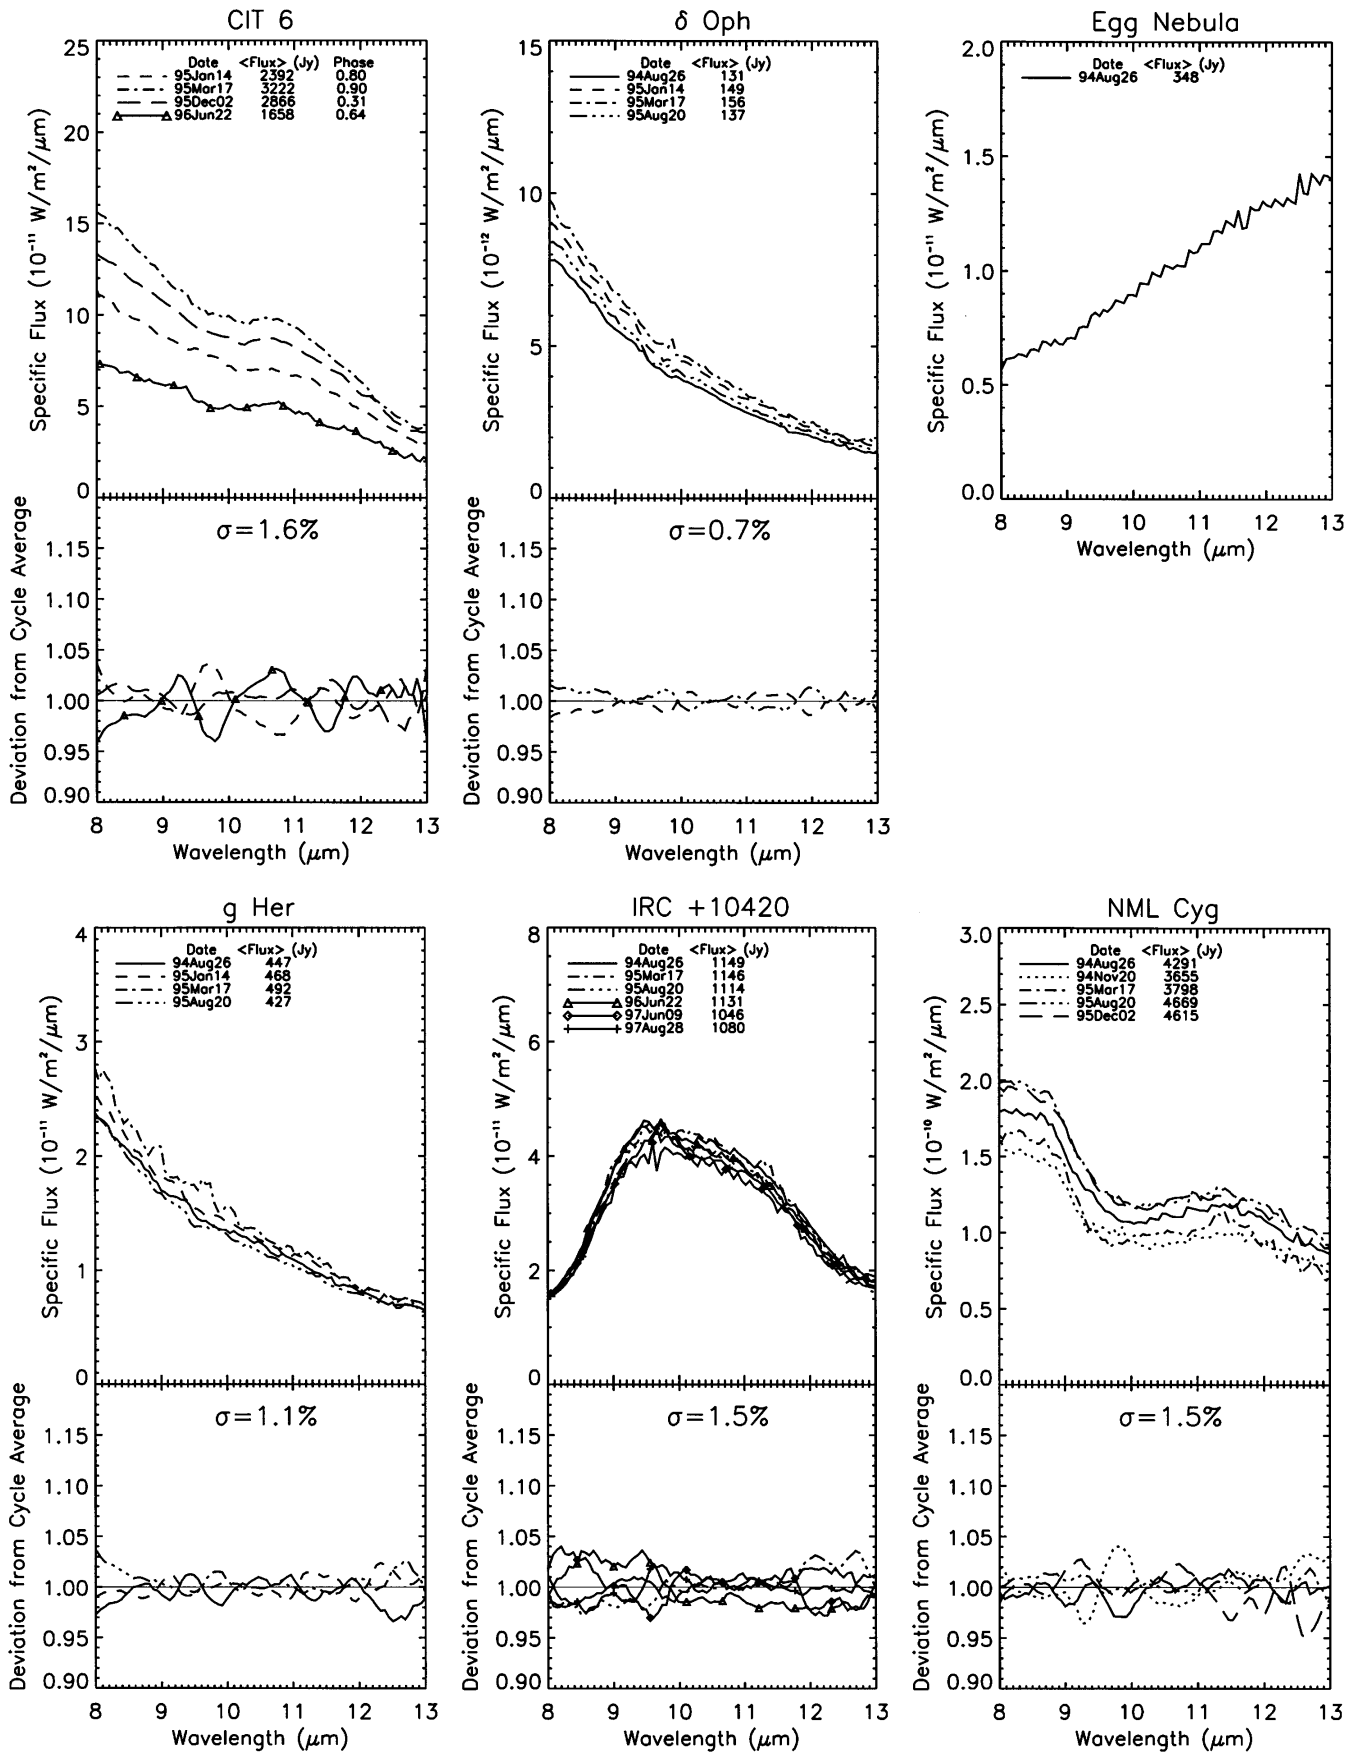 CIT 6
Date <Flux> (Jy) Phase
95Jan14 2392 0.80
95Mar17 3222 0.90
95Dec02 2866 0.31
96Jun22 1658 0.64
25
20
15
10
5
0
Specific Flux (10⁻¹¹ W/m²/μm)
σ=1.6%
1.15
1.10
1.05
1.00
0.95
0.90
Deviation from Cycle Average
8 9 10 11 12 13
Wavelength (μm)
δ Oph
Date <Flux> (Jy)
94Aug26 131
95Jan14 149
95Mar17 156
95Aug20 137
15
10
5
0
Specific Flux (10⁻¹² W/m²/μm)
σ=0.7%
1.15
1.10
1.05
1.00
0.95
0.90
Deviation from Cycle Average
8 9 10 11 12 13
Wavelength (μm)
Egg Nebula
Date <Flux> (Jy)
94Aug26 348
2.0
1.5
1.0
0.5
0.0
Specific Flux (10⁻¹¹ W/m²/μm)
8 9 10 11 12 13
Wavelength (μm)
g Her
Date <Flux> (Jy)
94Aug26 447
95Jan14 468
95Mar17 492
95Aug20 427
4
3
2
1
0
Specific Flux (10⁻¹¹ W/m²/μm)
σ=1.1%
1.15
1.10
1.05
1.00
0.95
0.90
Deviation from Cycle Average
8 9 10 11 12 13
Wavelength (μm)
IRC +10420
Date <Flux> (Jy)
94Aug26 1149
95Mar17 1146
95Aug20 1114
96Jun22 1131
97Jun09 1046
97Aug28 1080
8
6
4
2
0
Specific Flux (10⁻¹¹ W/m²/μm)
σ=1.5%
1.15
1.10
1.05
1.00
0.95
0.90
Deviation from Cycle Average
8 9 10 11 12 13
Wavelength (μm)
NML Cyg
Date <Flux> (Jy)
94Aug26 4291
94Nov20 3655
95Mar17 3798
95Aug20 4669
95Dec02 4615
3.0
2.5
2.0
1.5
1.0
0.5
0.0
Specific Flux (10⁻¹⁰ W/m²/μm)
σ=1.5%
1.15
1.10
1.05
1.00
0.95
0.90
Deviation from Cycle Average
8 9 10 11 12 13
Wavelength (μm)